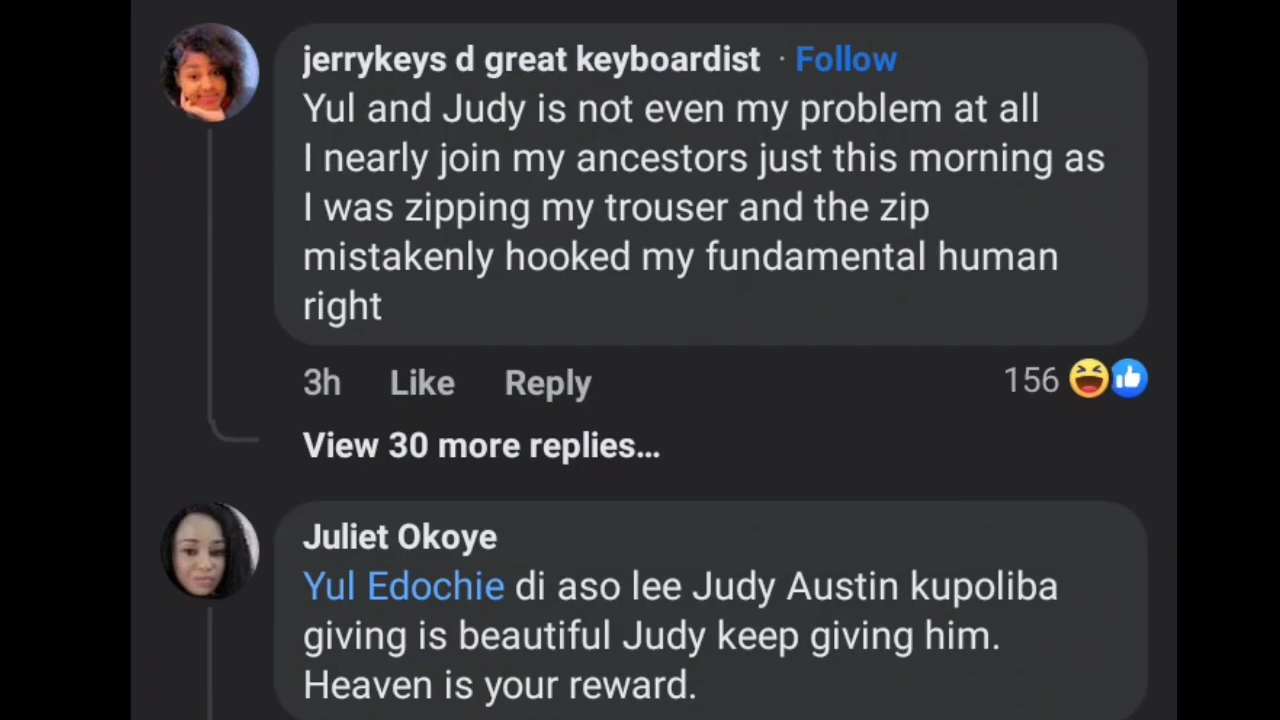 jerrykeys d great keyboardist · Follow
Yul and Judy is not even my problem at all
I nearly join my ancestors just this morning as
I was zipping my trouser and the zip
mistakenly hooked my fundamental human
right
3h Like Reply 156
View 30 more replies...
Juliet Okoye
Yul Edochie di aso lee Judy Austin kupoliba
giving is beautiful Judy keep giving him.
Heaven is your reward.